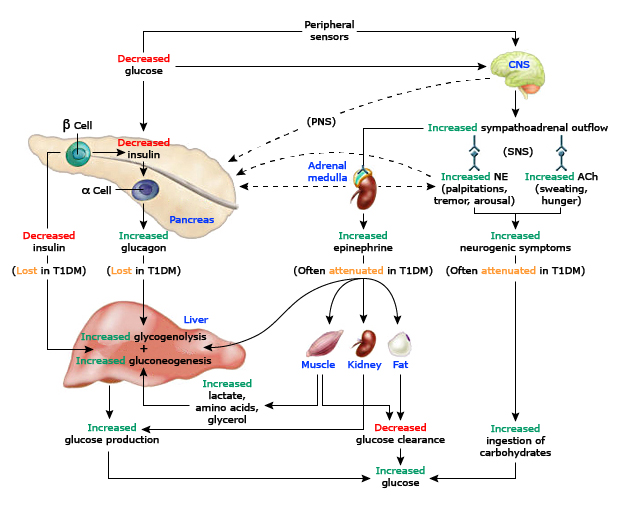 Peripheral
sensors
Decreased
glucose
CNS
(PNS)
β Cell
Decreased
insulin
α Cell
Pancreas
Increased sympathoadrenal outflow
(SNS)
Adrenal
medulla
Increased NE
(palpitations,
tremor, arousal)
Increased ACh
(sweating,
hunger)
Decreased
insulin
(Lost in T1DM)
Increased
glucagon
(Lost in T1DM)
Increased
epinephrine
(Often attenuated in T1DM)
Increased
neurogenic symptoms
(Often attenuated in T1DM)
Liver
Increased glycogenolysis
+
Increased gluconeogenesis
Muscle
Kidney
Fat
Increased
lactate,
amino acids,
glycerol
Increased
glucose production
Decreased
glucose clearance
Increased
ingestion of
carbohydrates
Increased
glucose